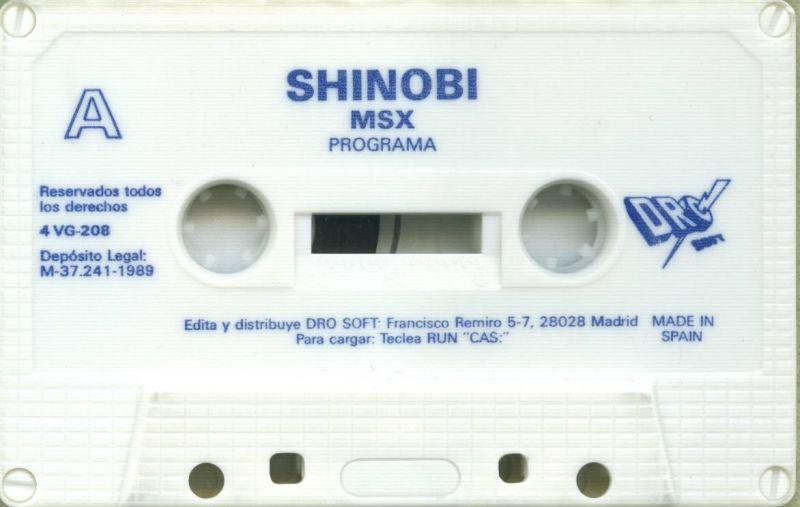 SHINOBI
MSX
PROGRAMA
A
Reservados todos
los derechos
4 VG-208
Depósito Legal:
M-37.241-1989
DRO
SOFT
Edita y distribuye DRO SOFT: Francisco Remiro 5-7, 28028 Madrid
Para cargar: Teclea RUN "CAS:"
MADE IN
SPAIN